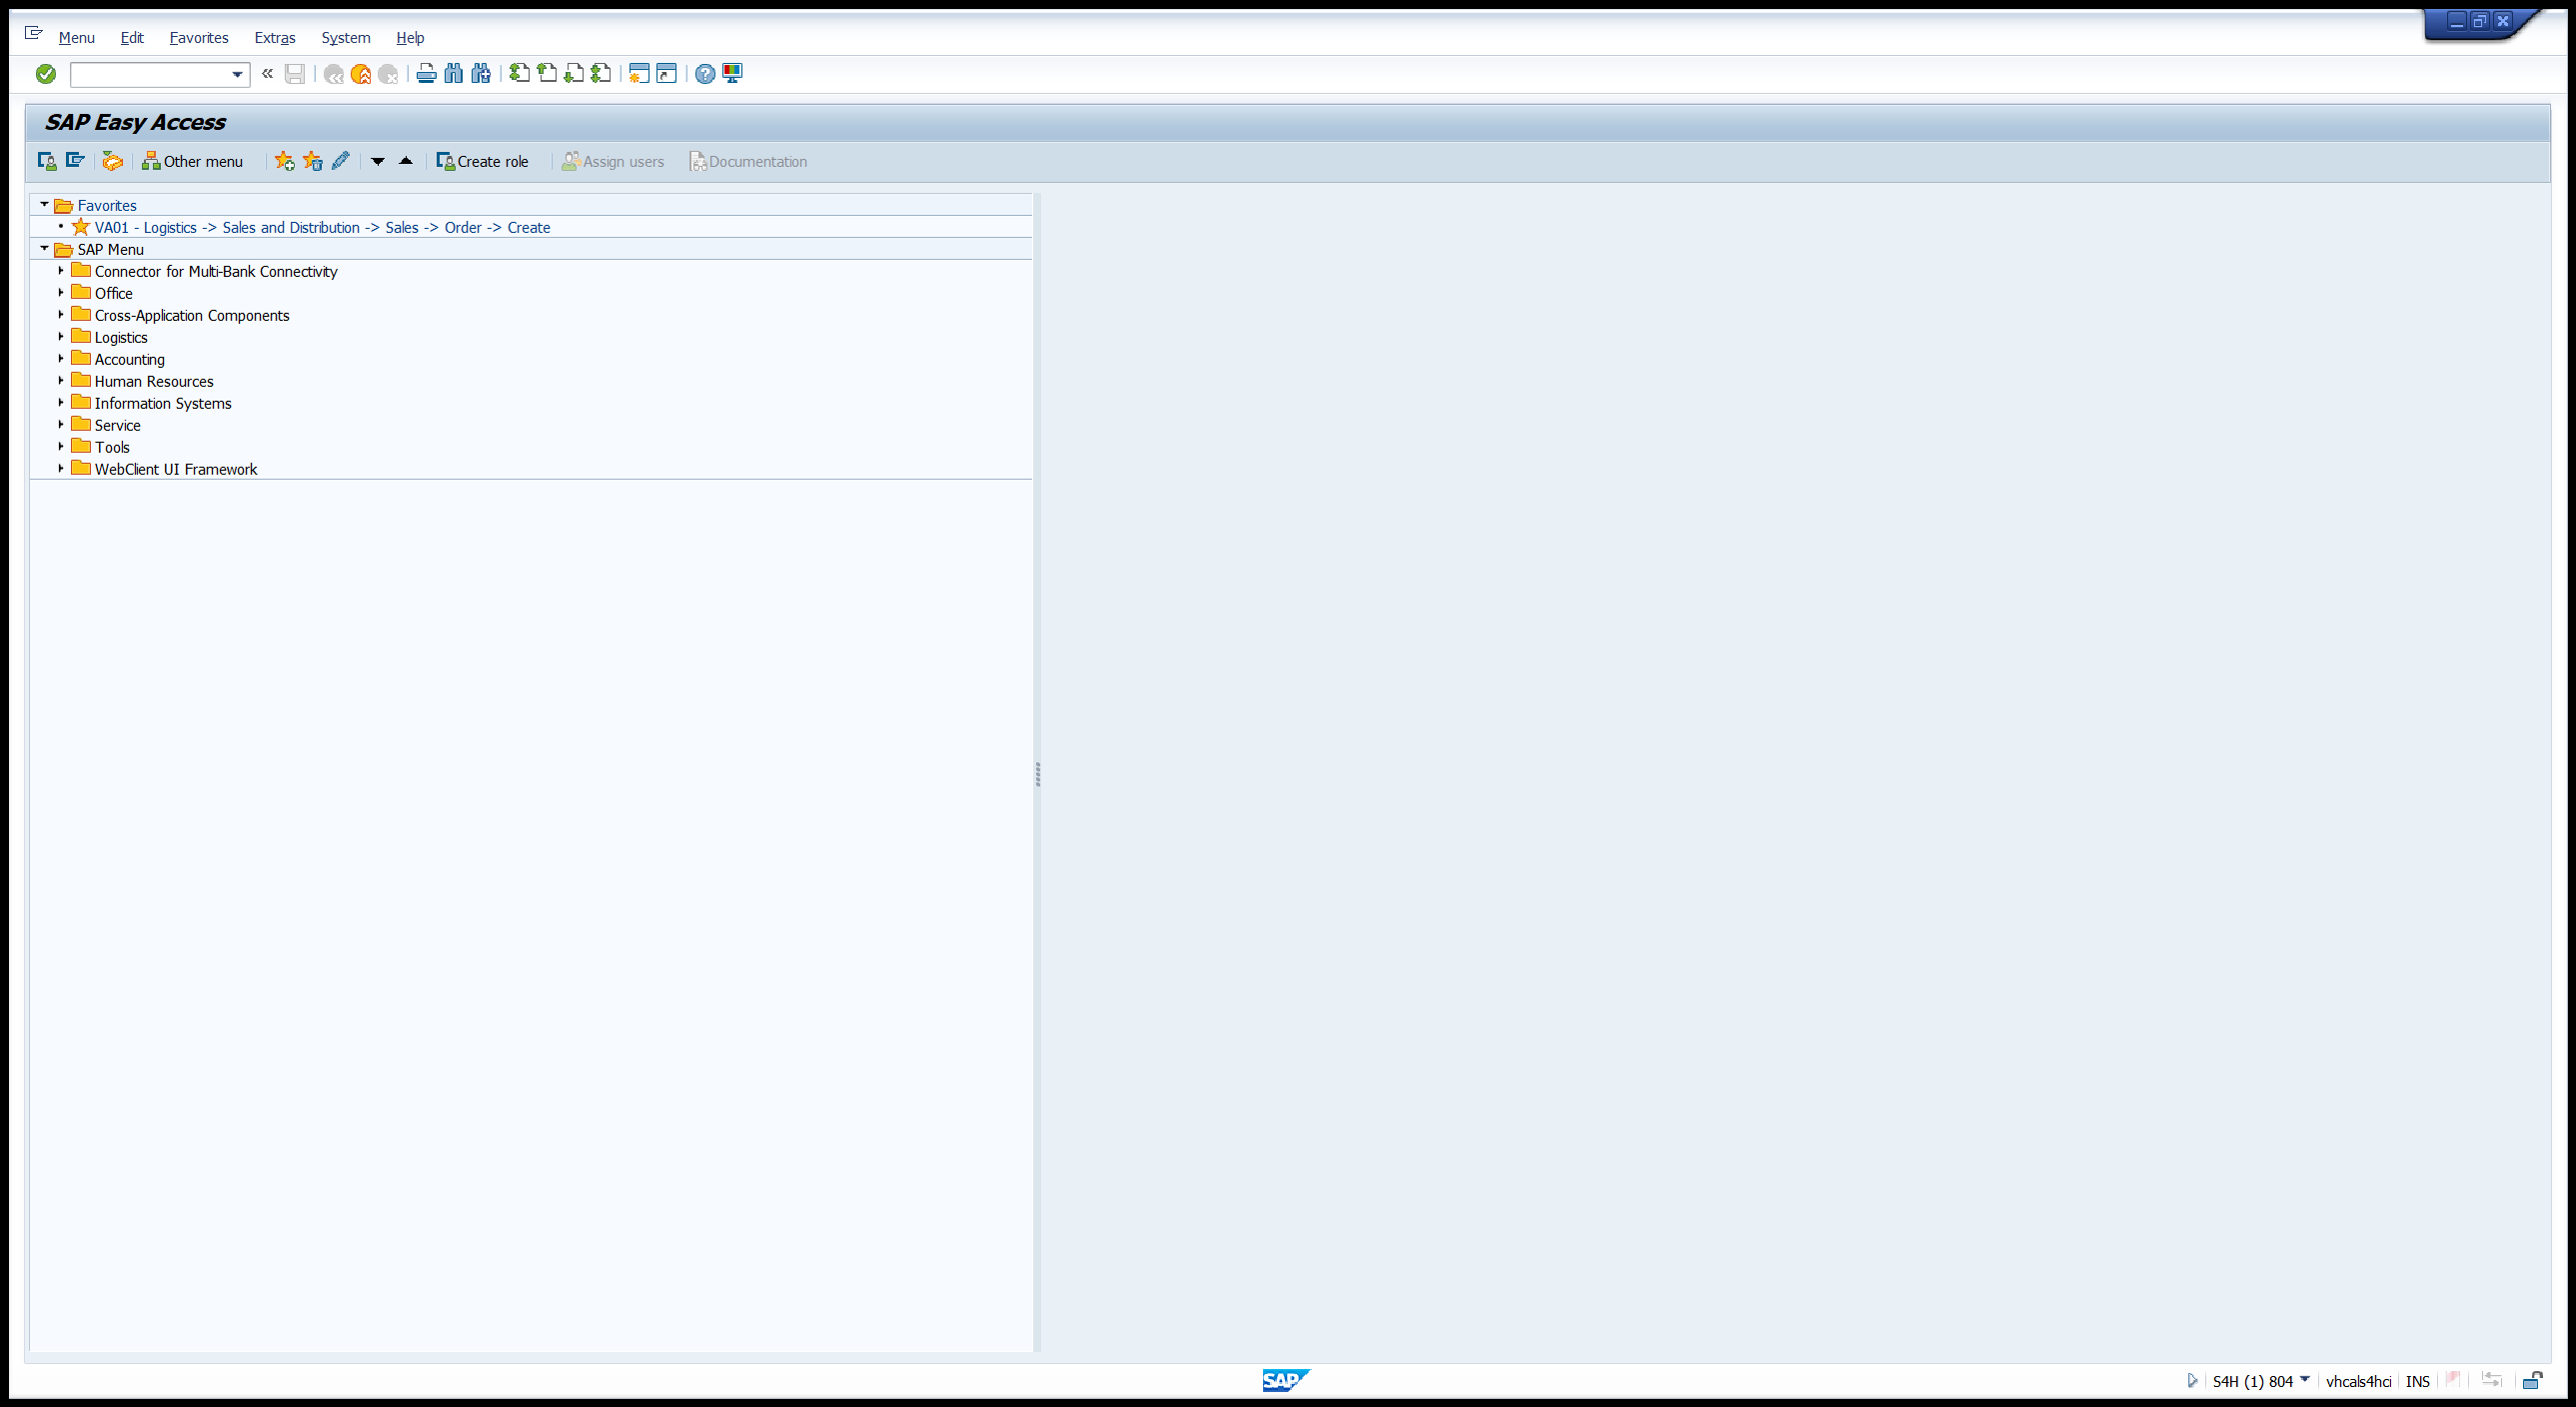 Menu Edit Favorites Extras System Help
SAP Easy Access
Other menu Create role Assign users Documentation
Favorites
VA01 - Logistics -> Sales and Distribution -> Sales -> Order -> Create
SAP Menu
Connector for Multi-Bank Connectivity
Office
Cross-Application Components
Logistics
Accounting
Human Resources
Information Systems
Service
Tools
WebClient UI Framework
SAP S4H (1) 804 vhcals4hci INS